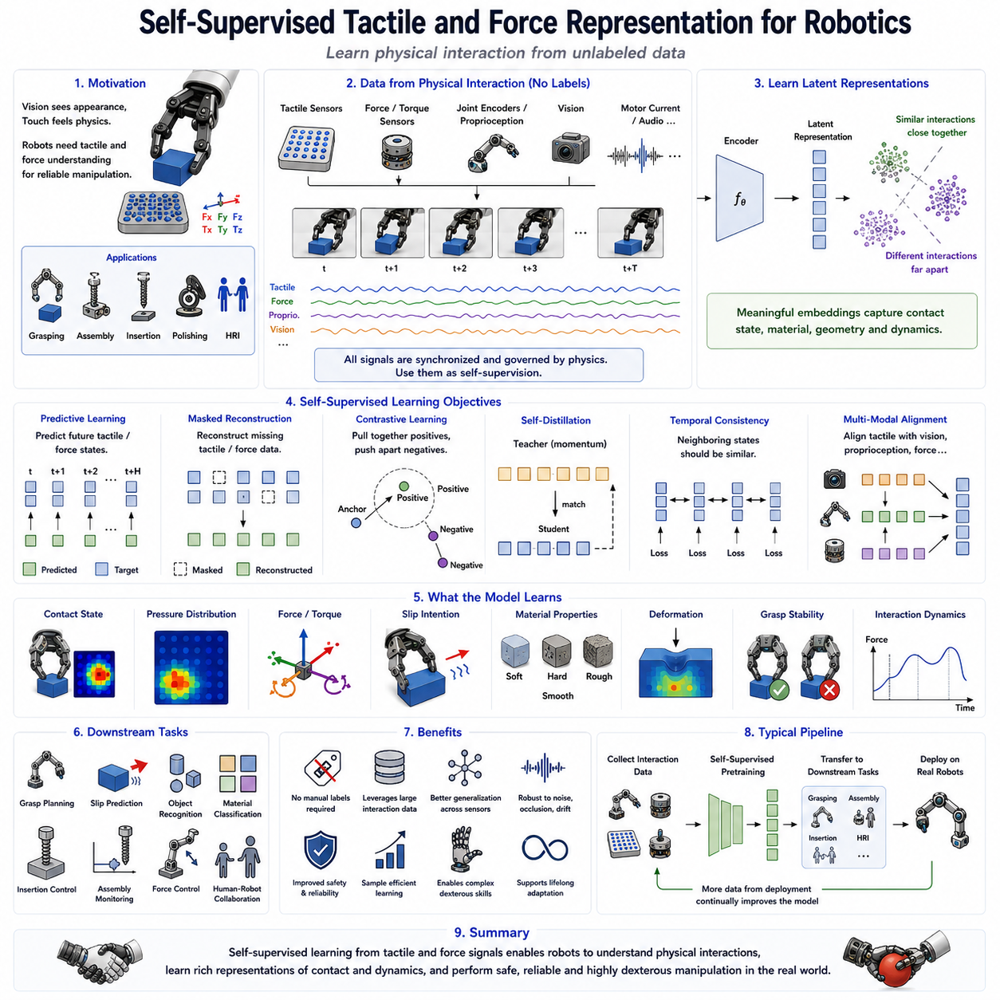 Self-Supervised Tactile and Force Representation for Robotics
Learn physical interaction from unlabeled data
1. Motivation
Vision sees appearance,
Touch feels physics.
Robots need tactile and
force understanding
for reliable manipulation.
Fx Fy Fz
Tx Ty Tz
Applications
Grasping
Assembly
Insertion
Polishing
HRI
2. Data from Physical Interaction (No Labels)
Tactile Sensors
Force / Torque
Sensors
Joint Encoders /
Proprioception
Vision
Motor Current
/ Audio ...
...
t
t+1
t+2
t+3
...
t+T
Tactile
Force
Proprio.
Vision
...
All signals are synchronized and governed by physics.
Use them as self-supervision.
3. Learn Latent Representations
Encoder
fθ
Latent
Representation
Similar interactions
close together
Different interactions
far apart
Meaningful embeddings capture contact
state, material, geometry and dynamics.
4. Self-Supervised Learning Objectives
Predictive Learning
Predict future tactile /
force states.
t
t+1
t+2
...
t+H
...
Predicted
Target
Masked Reconstruction
Reconstruct missing
tactile / force data.
Masked
Reconstructed
Contrastive Learning
Pull together positives,
push apart negatives.
Positive
Positive
Anchor
Negative
Negative
Self-Distillation
Teacher (momentum)
match
Student
Temporal Consistency
Neighboring states
should be similar.
Loss
Loss
Loss
Loss
Multi-Modal Alignment
Align tactile with vision,
proprioception, force...
5. What the Model Learns
Contact State
Pressure Distribution
Force / Torque
Slip Intention
Material Properties
Soft
Hard
Rough
Smooth
Deformation
Grasp Stability
Interaction Dynamics
Force
Time
6. Downstream Tasks
Grasp Planning
Slip Prediction
Object
Recognition
Material
Classification
Insertion Control
Assembly
Monitoring
Force Control
Human-Robot
Collaboration
7. Benefits
No manual labels
required
Leverages large
interaction data
Better generalization
across sensors
Robust to noise,
occlusion, drift
Improved safety
& reliability
Sample efficient
learning
Enables complex
dexterous skills
Supports lifelong
adaptation
8. Typical Pipeline
Collect Interaction
Data
Self-Supervised
Pretraining
Transfer to
Downstream Tasks
Grasping
Assembly
Insertion
HRI
...
Deploy on
Real Robots
More data from deployment
continually improves the model
9. Summary
Self-supervised learning from tactile and force signals enables robots to understand physical interactions,
learn rich representations of contact and dynamics, and perform safe, reliable and highly dexterous manipulation in the real world.